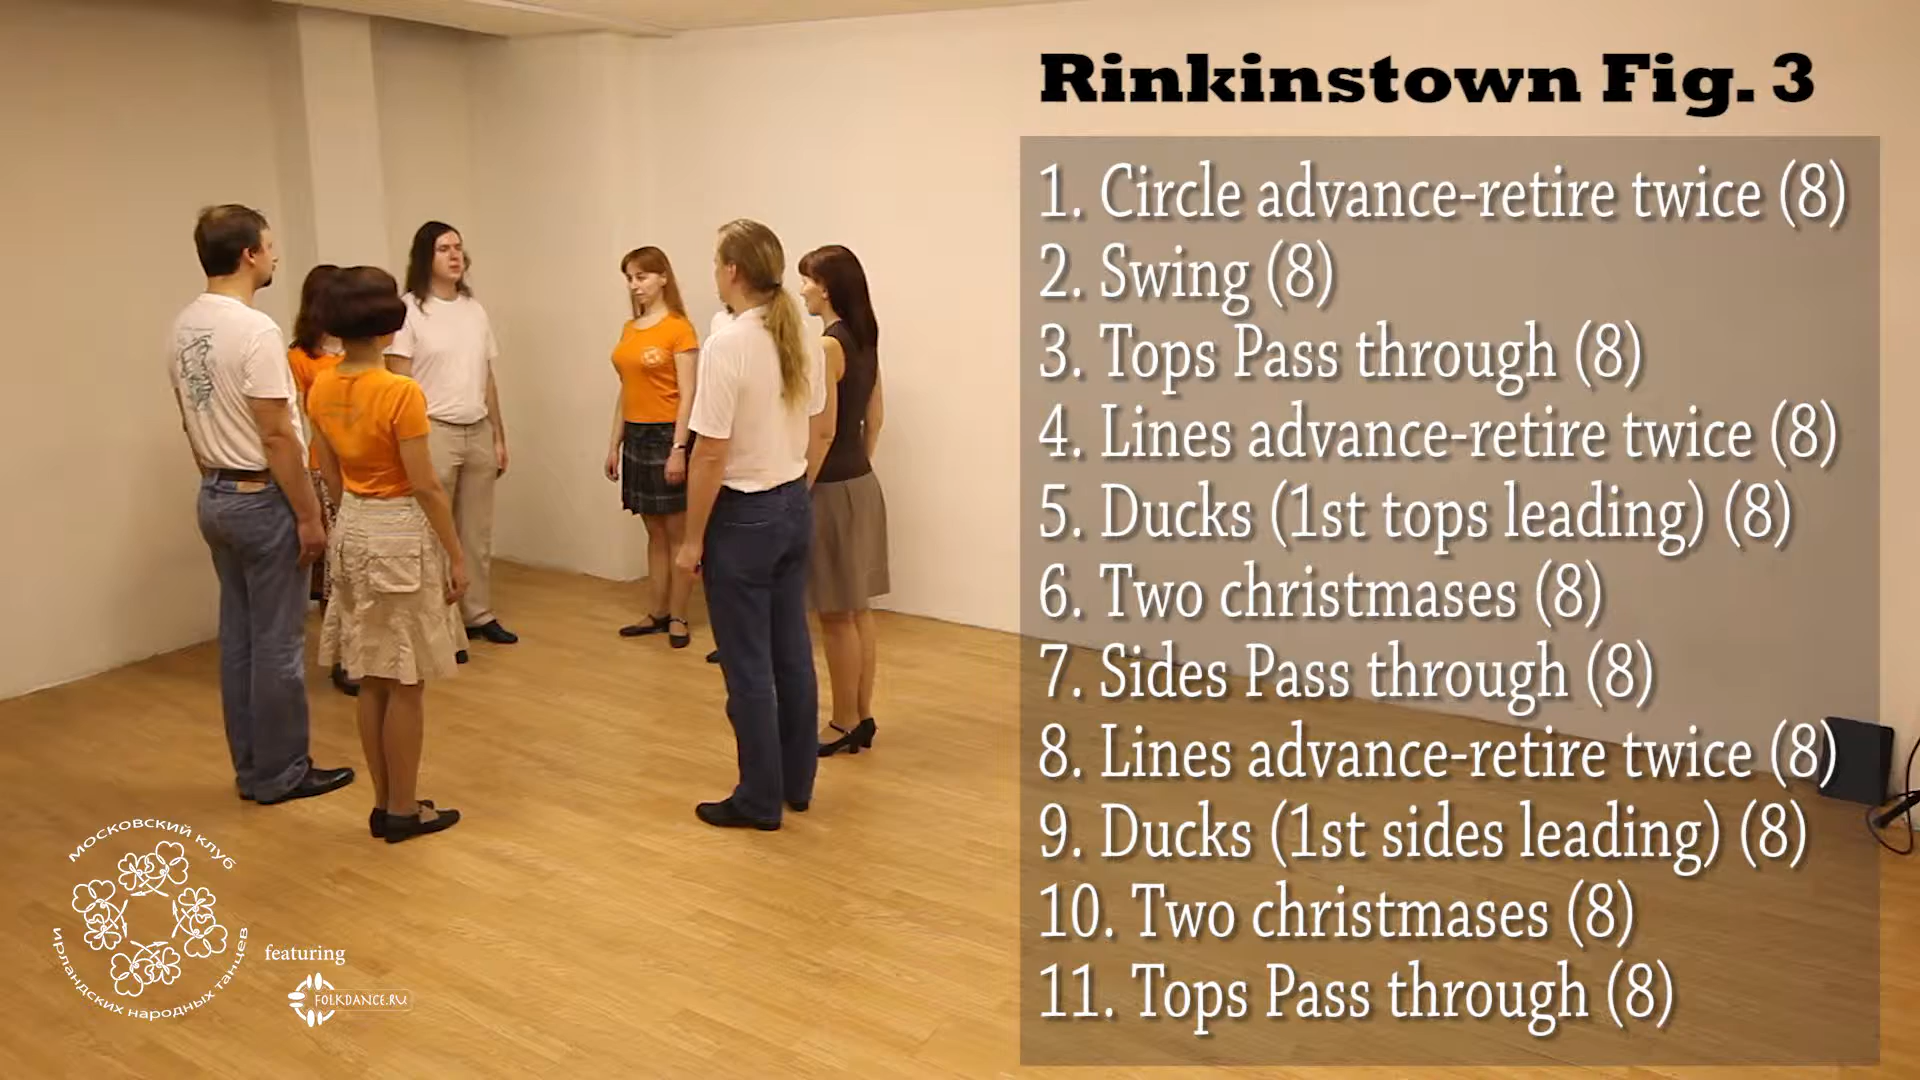 Rinkinstown Fig. 3
1. Circle advance-retire twice (8)
2. Swing (8)
3. Tops Pass through (8)
4. Lines advance-retire twice (8)
5. Ducks (1st tops leading) (8)
6. Two christmases (8)
7. Sides Pass through (8)
8. Lines advance-retire twice (8)
9. Ducks (1st sides leading) (8)
10. Two christmases (8)
11. Tops Pass through (8)
московский клуб
ирландских народных танцев
featuring
FOLKDANCE.RU